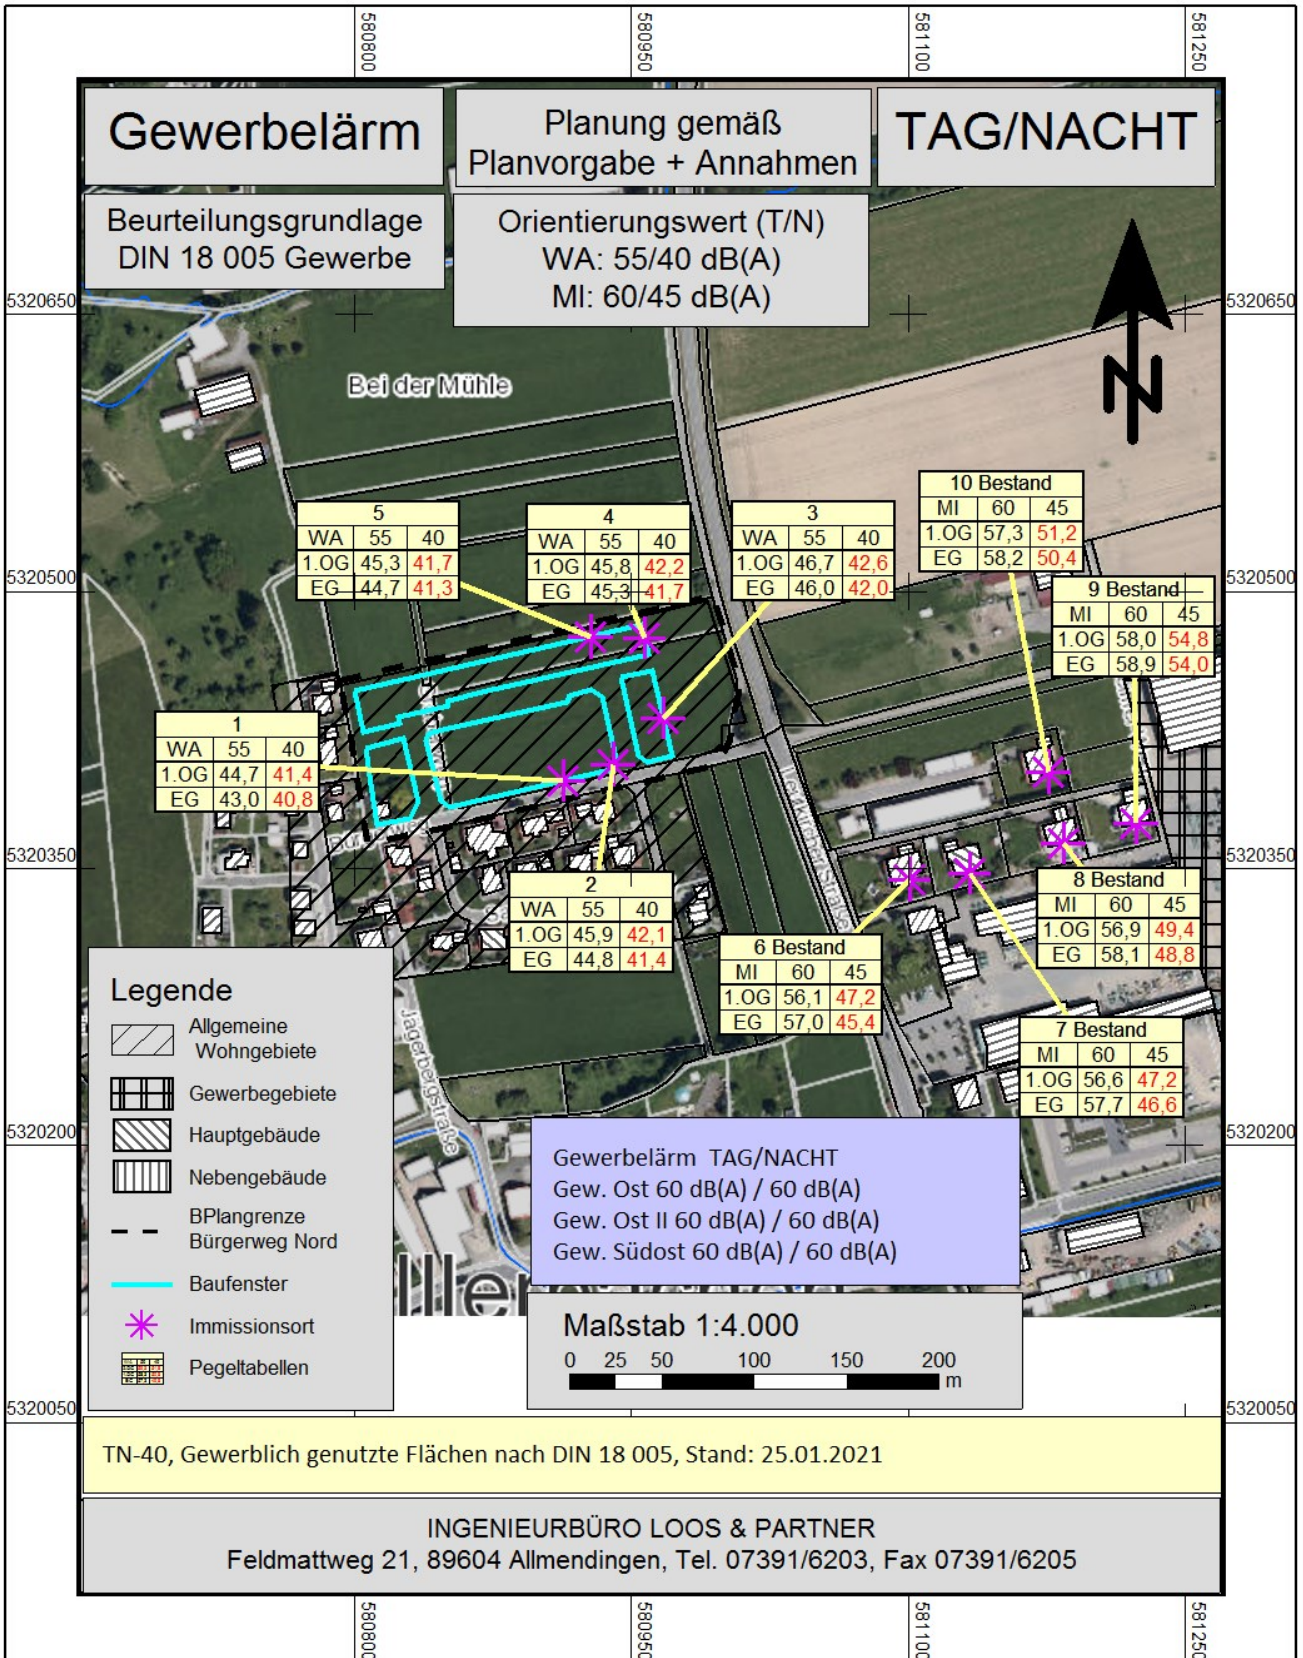 580800
580950
581100
581250
Gewerbelärm
Planung gemäß
Planvorgabe + Annahmen
TAG/NACHT
Beurteilungsgrundlage
DIN 18 005 Gewerbe
Orientierungswert (T/N)
WA: 55/40 dB(A)
MI: 60/45 dB(A)
5320650
5320650
N
Bei der Mühle
5320500
5320500
5
WA 55 40
1.OG 45,3 41,7
EG 44,7 41,3
4
WA 55 40
1.OG 45,8 42,2
EG 45,3 41,7
3
WA 55 40
1.OG 46,7 42,6
EG 46,0 42,0
10 Bestand
MI 60 45
1.OG 57,3 51,2
EG 58,2 50,4
9 Bestand
MI 60 45
1.OG 58,0 54,8
EG 58,9 54,0
1
WA 55 40
1.OG 44,7 41,4
EG 43,0 40,8
5320350
5320350
2
WA 55 40
1.OG 45,9 42,1
EG 44,8 41,4
6 Bestand
MI 60 45
1.OG 56,1 47,2
EG 57,0 45,4
8 Bestand
MI 60 45
1.OG 56,9 49,4
EG 58,1 48,8
7 Bestand
MI 60 45
1.OG 56,6 47,2
EG 57,7 46,6
Jägerbergstraße
5320200
5320200
Legende
Allgemeine
Wohngebiete
Gewerbegebiete
Hauptgebäude
Nebengebäude
BPlangrenze
Bürgerweg Nord
Baufenster
Immissionsort
Pegeltabellen
Gewerbelärm TAG/NACHT
Gew. Ost 60 dB(A) / 60 dB(A)
Gew. Ost II 60 dB(A) / 60 dB(A)
Gew. Südost 60 dB(A) / 60 dB(A)
Maßstab 1:4.000
0 25 50 100 150 200
m
5320050
5320050
TN-40, Gewerblich genutzte Flächen nach DIN 18 005, Stand: 25.01.2021
INGENIEURBÜRO LOOS & PARTNER
Feldmattweg 21, 89604 Allmendingen, Tel. 07391/6203, Fax 07391/6205
580800
580950
581100
581250